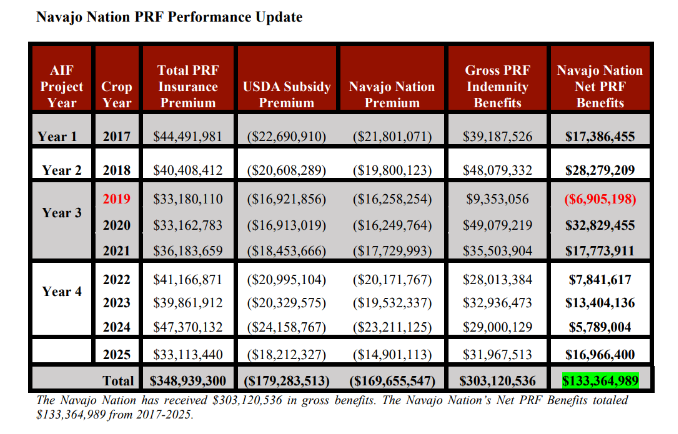 Navajo Nation PRF Performance Update
AIF Project Year | Crop Year | Total PRF Insurance Premium | USDA Subsidy Premium | Navajo Nation Premium | Gross PRF Indemnity Benefits | Navajo Nation Net PRF Benefits
Year 1 | 2017 | $44,491,981 | ($22,690,910) | ($21,801,071) | $39,187,526 | $17,386,455
Year 2 | 2018 | $40,408,412 | ($20,608,289) | ($19,800,123) | $48,079,332 | $28,279,209
Year 3 | 2019 | $33,180,110 | ($16,921,856) | ($16,258,254) | $9,353,056 | ($6,905,198)
2020 | $33,162,783 | ($16,913,019) | ($16,249,764) | $49,079,219 | $32,829,455
2021 | $36,183,659 | ($18,453,666) | ($17,729,993) | $35,503,904 | $17,773,911
Year 4 | 2022 | $41,166,871 | ($20,995,104) | ($20,171,767) | $28,013,384 | $7,841,617
2023 | $39,861,912 | ($20,329,575) | ($19,532,337) | $32,936,473 | $13,404,136
2024 | $47,370,132 | ($24,158,767) | ($23,211,125) | $29,000,129 | $5,789,004
2025 | $33,113,440 | ($18,212,327) | ($14,901,113) | $31,967,513 | $16,966,400
Total | $348,939,300 | ($179,283,513) | ($169,655,547) | $303,120,536 | $133,364,989
The Navajo Nation has received $303,120,536 in gross benefits. The Navajo Nation's Net PRF Benefits totaled
$133,364,989 from 2017-2025.